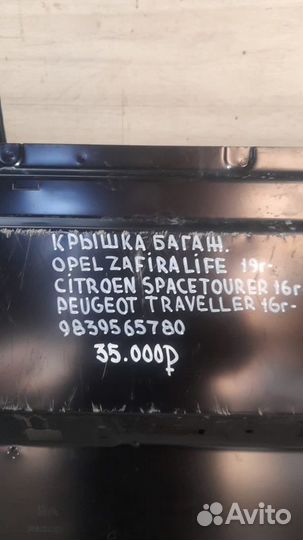 КРЫШКА БАГАЖ.
OPEL ZAFIRA LIFE 19г-
CITROEN SPACETOURER 16г
PEUGEOT TRAVELLER 16г-
9839565780
35.000₽
Avito